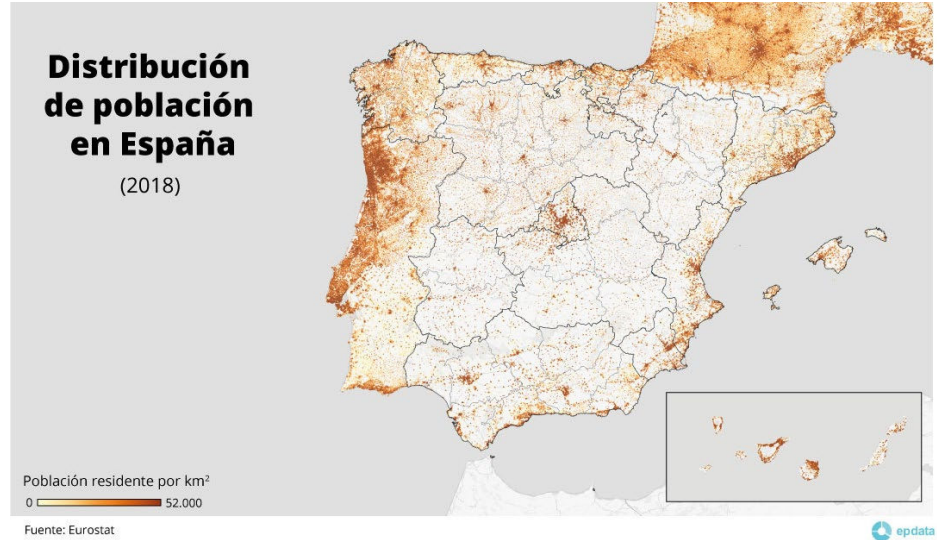 Distribución
de población
en España
(2018)
Población residente por km²
0 52.000
Fuente: Eurostat
epdata